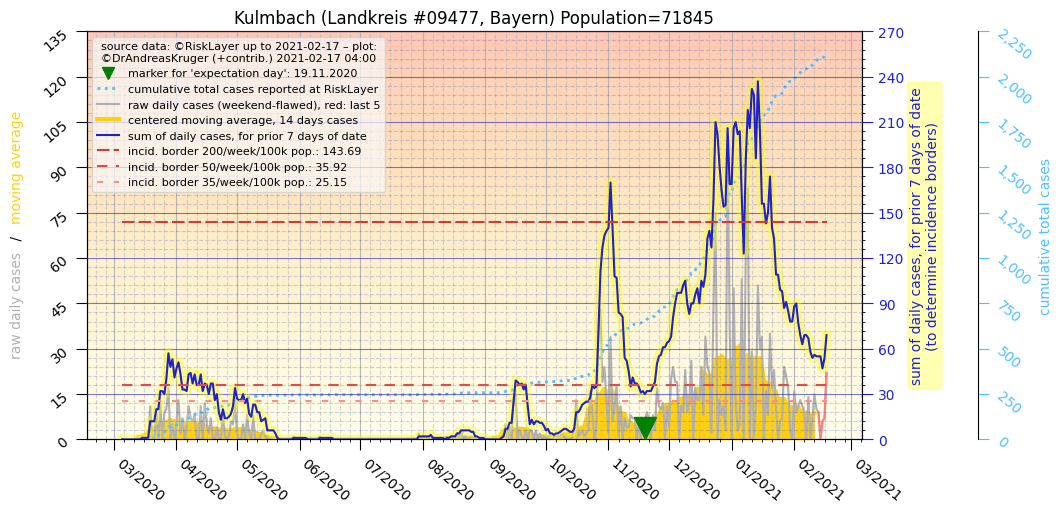 Kulmbach (Landkreis #09477, Bayern) Population=71845
source data: ©RiskLayer up to 2021-02-17 – plot:
©DrAndreasKruger (+contrib.) 2021-02-17 04:00
marker for 'expectation day': 19.11.2020
cumulative total cases reported at RiskLayer
raw daily cases (weekend-flawed), red: last 5
centered moving average, 14 days cases
sum of daily cases, for prior 7 days of date
incid. border 200/week/100k pop.: 143.69
incid. border 50/week/100k pop.: 35.92
incid. border 35/week/100k pop.: 25.15
raw daily cases / moving average
135
120
105
90
75
60
45
30
15
0
270
240
210
180
150
120
90
60
30
0
sum of daily cases, for prior 7 days of date
(to determine incidence borders)
2,250
2,000
1,750
1,500
1,250
1,000
750
500
250
0
cumulative total cases
03/2020
04/2020
05/2020
06/2020
07/2020
08/2020
09/2020
10/2020
11/2020
12/2020
01/2021
02/2021
03/2021